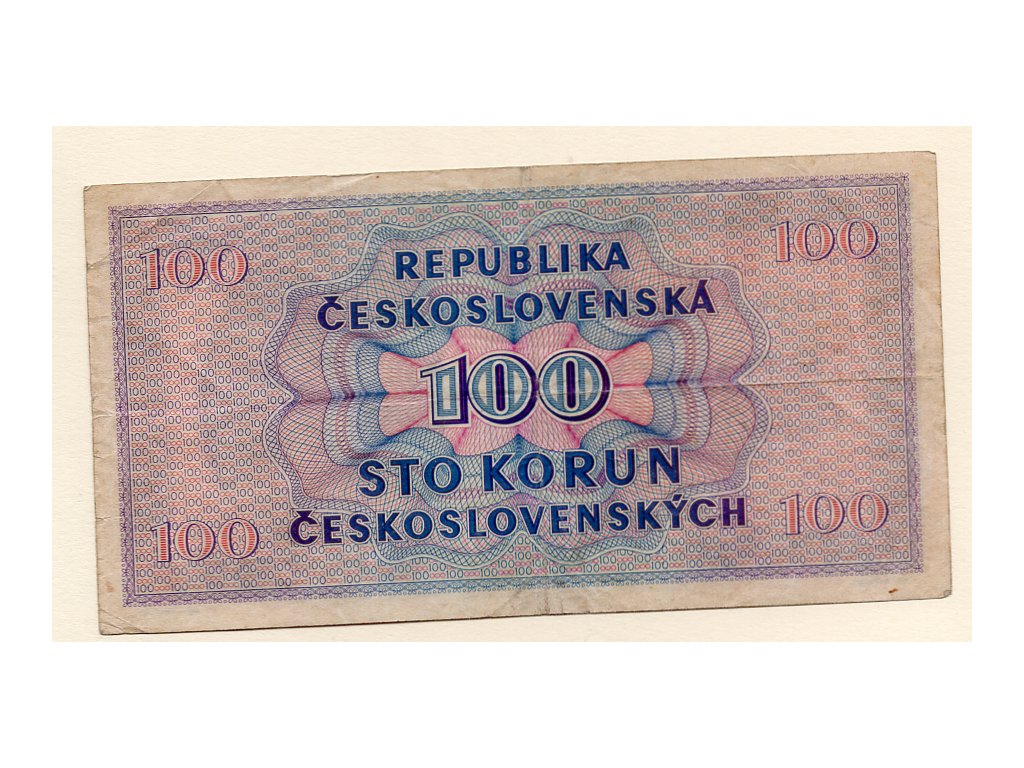 100 100
REPUBLIKA
ČESKOSLOVENSKÁ
100
STO KORUN
ČESKOSLOVENSKÝCH
100 100